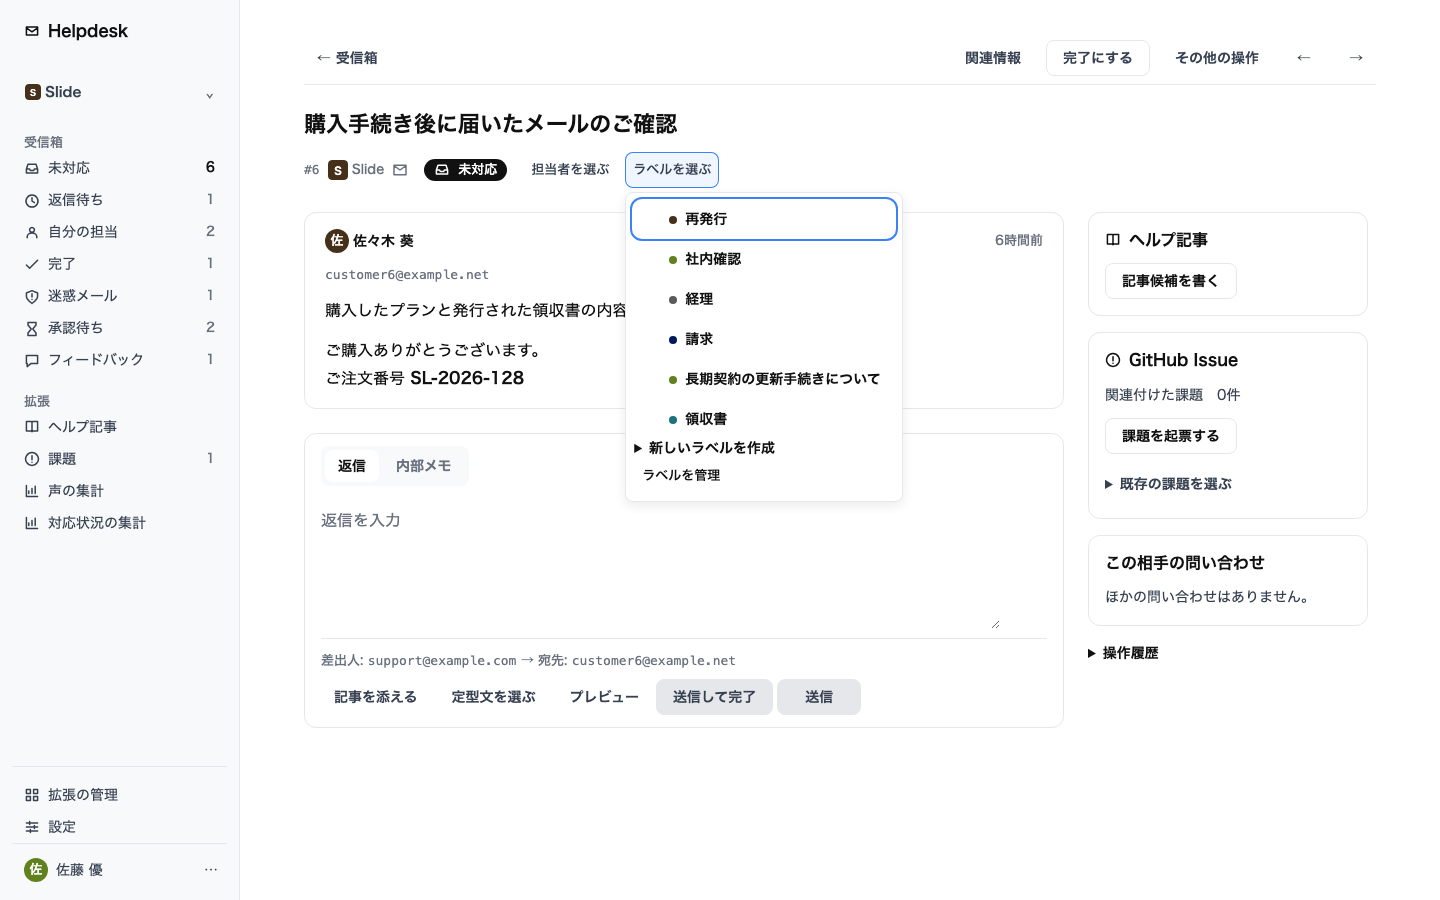 Helpdesk
S Slide
受信箱
未対応 6
返信待ち 1
自分の担当 2
完了 1
迷惑メール 1
承認待ち 2
フィードバック 1
拡張
ヘルプ記事
課題 1
声の集計
対応状況の集計
拡張の管理
設定
佐 佐藤 優 …
← 受信箱
関連情報 完了にする その他の操作 ← →
購入手続き後に届いたメールのご確認
#6 S Slide 未対応 担当者を選ぶ ラベルを選ぶ
再発行
社内確認
経理
請求
長期契約の更新手続きについて
領収書
新しいラベルを作成
ラベルを管理
佐 佐々木 葵 6時間前
customer6@example.net
購入したプランと発行された領収書の内容
ご購入ありがとうございます。
ご注文番号 SL-2026-128
返信 内部メモ
返信を入力
差出人: support@example.com → 宛先: customer6@example.net
記事を添える 定型文を選ぶ プレビュー 送信して完了 送信
ヘルプ記事
記事候補を書く
GitHub Issue
関連付けた課題 0件
課題を起票する
既存の課題を選ぶ
この相手の問い合わせ
ほかの問い合わせはありません。
操作履歴